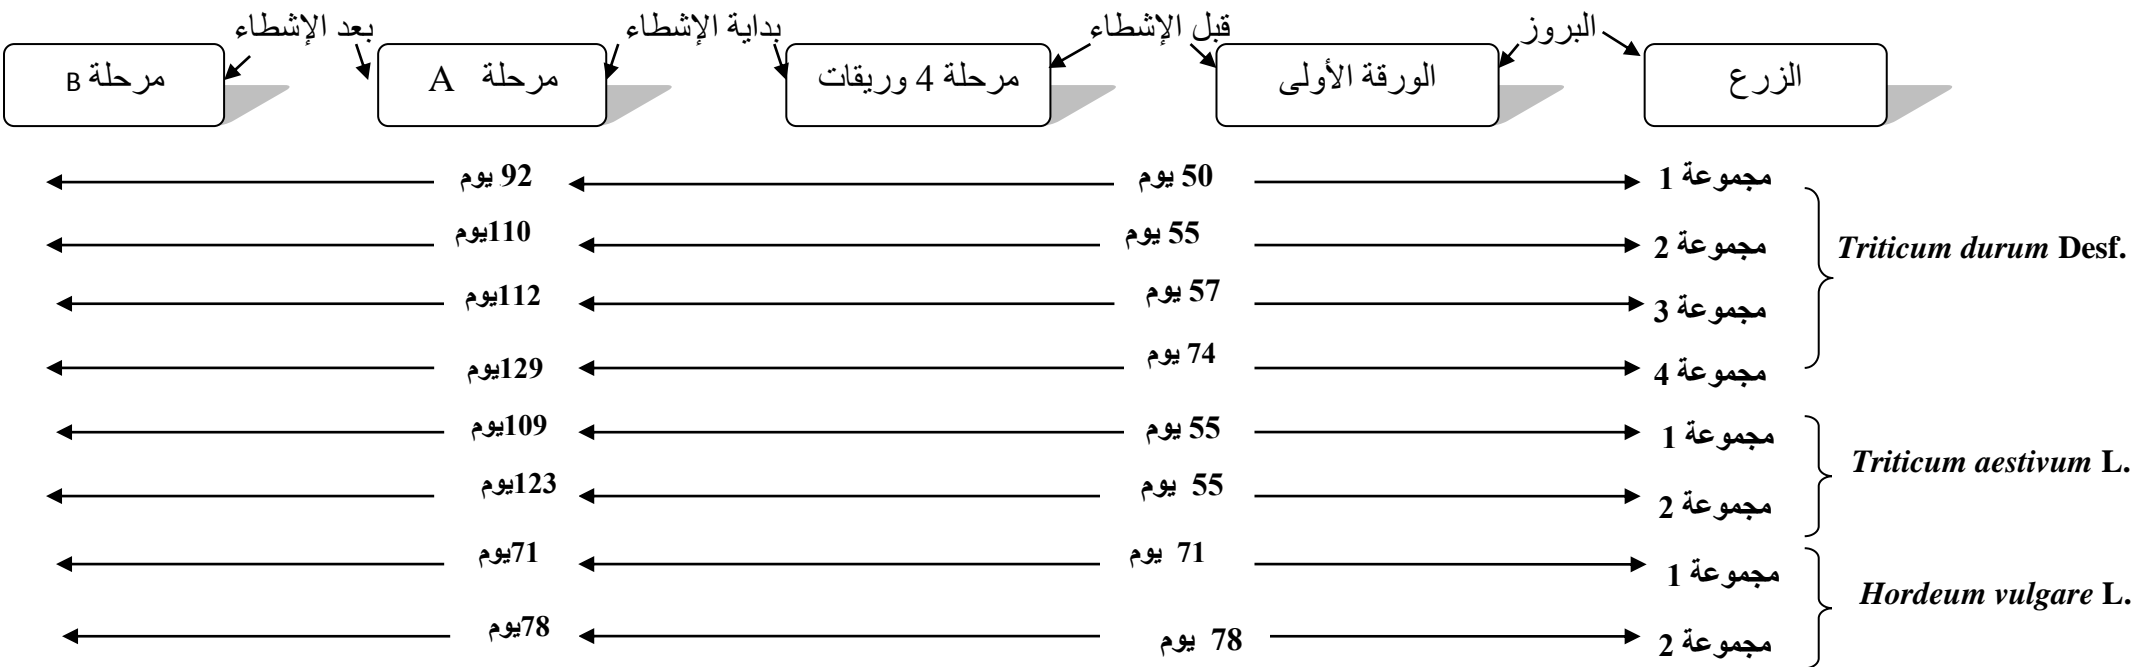 البروز قبل الإشطاء بداية الإشطاء بعد الإشطاء
الزرع الورقة الأولى مرحلة 4 وريقات مرحلة A مرحلة B
مجموعة 1 50 يوم 92 يوم
مجموعة 2 55 يوم 110يوم
Triticum durum Desf.
مجموعة 3 57 يوم 112يوم
مجموعة 4 74 يوم 129يوم
مجموعة 1 55 يوم 109يوم
Triticum aestivum L.
مجموعة 2 55 يوم 123يوم
مجموعة 1 71 يوم 71يوم
Hordeum vulgare L.
مجموعة 2 78 يوم 78يوم